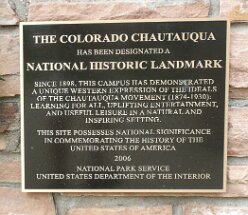 THE COLORADO CHAUTAUQUA
HAS BEEN DESIGNATED A
NATIONAL HISTORIC LANDMARK
SINCE 1898, THIS CAMPUS HAS DEMONSTRATED
A UNIQUE WESTERN EXPRESSION OF THE IDEALS
OF THE CHAUTAUQUA MOVEMENT (1874-1930):
LEARNING FOR ALL, UPLIFTING ENTERTAINMENT,
AND USEFUL LEISURE IN A NATURAL AND
INSPIRING SETTING.
THIS SITE POSSESSES NATIONAL SIGNIFICANCE
IN COMMEMORATING THE HISTORY OF THE
UNITED STATES OF AMERICA
2006
NATIONAL PARK SERVICE
UNITED STATES DEPARTMENT OF THE INTERIOR